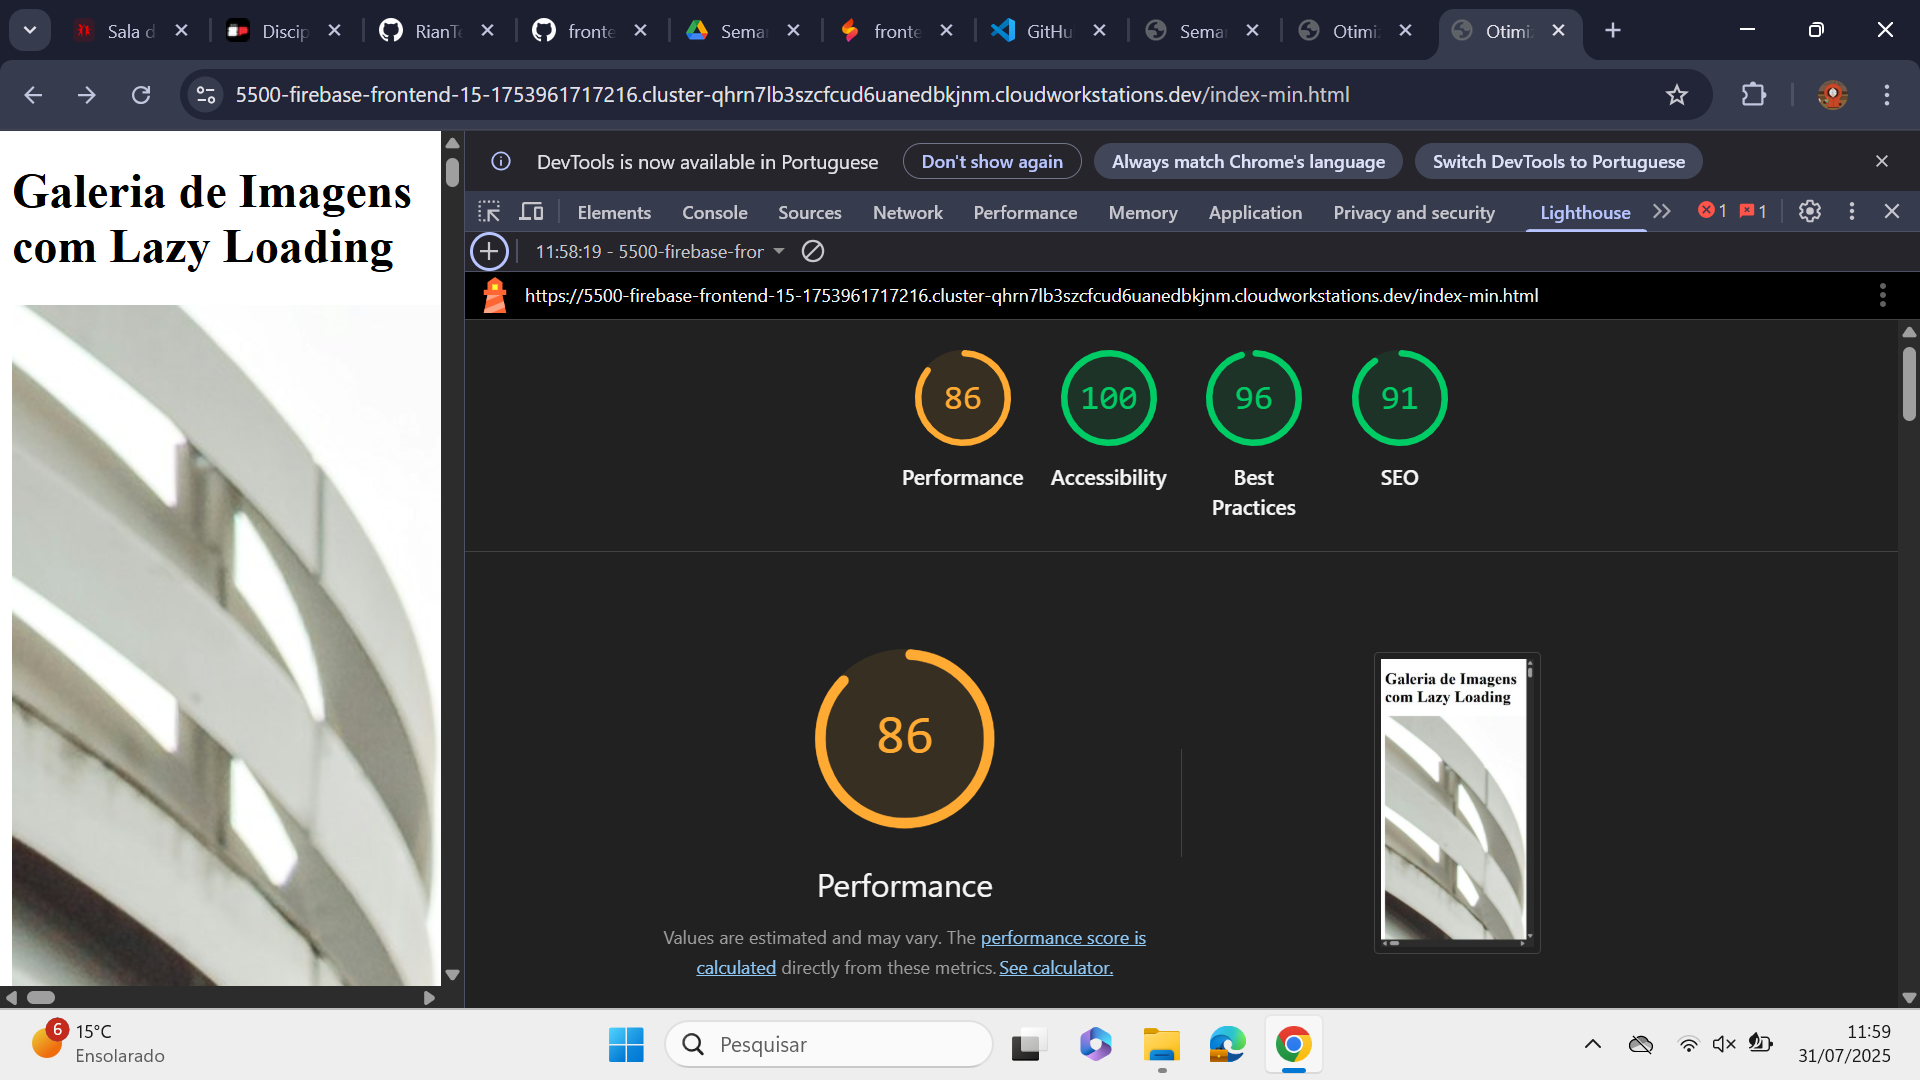 Sala d
Discip
RianTe
fronte
Sema
fronte
GitHu
Sema
Otimi
Otimi
5500-firebase-frontend-15-1753961717216.cluster-qhrn7lb3szcfcud6uanedbkjnm.cloudworkstations.dev/index-min.html
Galeria de Imagens
com Lazy Loading
DevTools is now available in Portuguese
Don't show again
Always match Chrome's language
Switch DevTools to Portuguese
Elements
Console
Sources
Network
Performance
Memory
Application
Privacy and security
Lighthouse
1
1
11:58:19 - 5500-firebase-fror
https://5500-firebase-frontend-15-1753961717216.cluster-qhrn7lb3szcfcud6uanedbkjnm.cloudworkstations.dev/index-min.html
86
100
96
91
Performance
Accessibility
Best
Practices
SEO
86
Performance
Values are estimated and may vary. The performance score is
calculated directly from these metrics. See calculator.
Galeria de Imagens
com Lazy Loading
6
15°C
Ensolarado
Pesquisar
11:59
31/07/2025